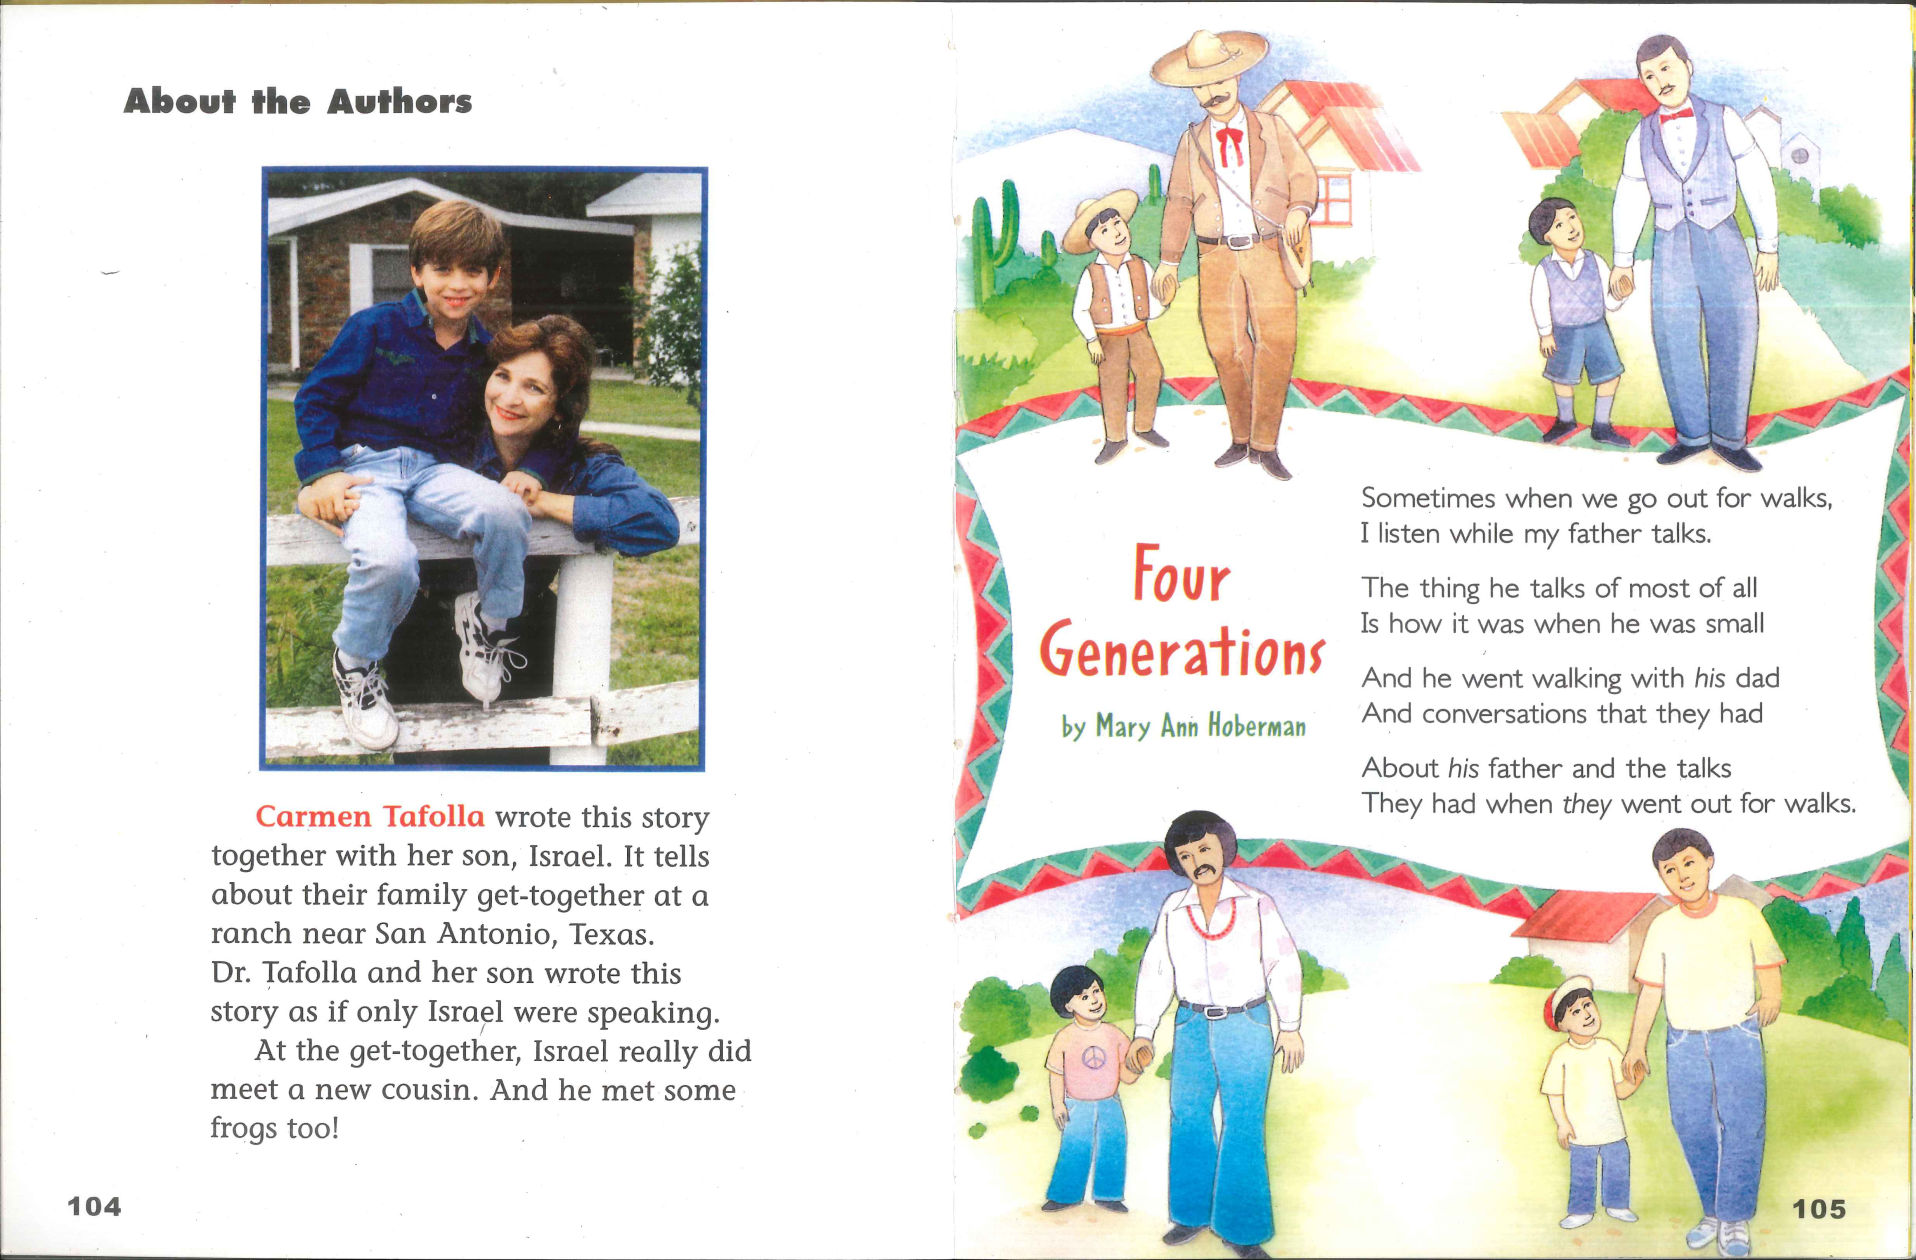 About the Authors
Carmen Tafolla wrote this story
together with her son, Israel. It tells
about their family get-together at a
ranch near San Antonio, Texas.
Dr. Tafolla and her son wrote this
story as if only Israel were speaking.
At the get-together, Israel really did
meet a new cousin. And he met some
frogs too!
104
Four
Generations
by Mary Ann Hoberman
Sometimes when we go out for walks,
I listen while my father talks.
The thing he talks of most of all
Is how it was when he was small
And he went walking with his dad
And conversations that they had
About his father and the talks
They had when they went out for walks.
105